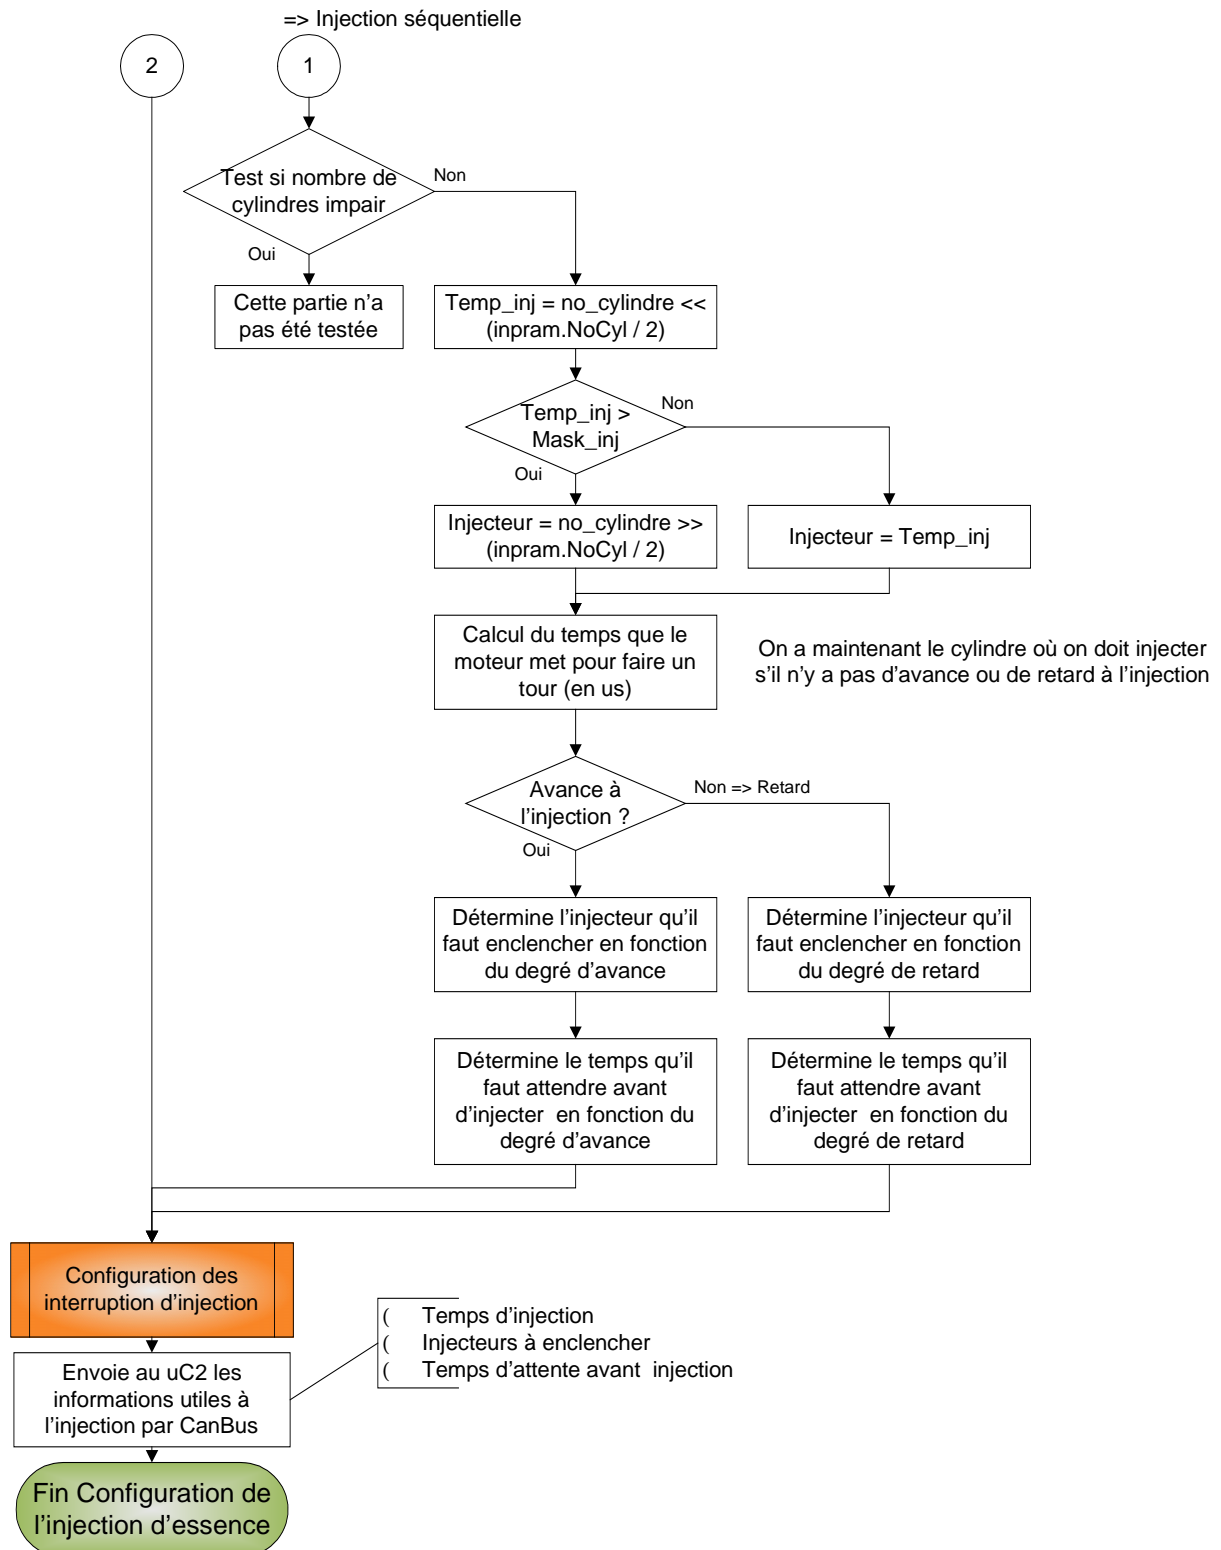 => Injection séquentielle
2
1
Test si nombre de
cylindres impair
Non
Oui
Cette partie n'a
pas été testée
Temp_inj = no_cylindre <<
(inpram.NoCyl / 2)
Temp_inj >
Mask_inj
Non
Oui
Injecteur = no_cylindre >>
(inpram.NoCyl / 2)
Injecteur = Temp_inj
Calcul du temps que le
moteur met pour faire un
tour (en us)
On a maintenant le cylindre où on doit injecter
s'il n'y a pas d'avance ou de retard à l'injection
Avance à
l'injection ?
Non => Retard
Oui
Détermine l'injecteur qu'il
faut enclencher en fonction
du degré d'avance
Détermine l'injecteur qu'il
faut enclencher en fonction
du degré de retard
Détermine le temps qu'il
faut attendre avant
d'injecter en fonction du
degré d'avance
Détermine le temps qu'il
faut attendre avant
d'injecter en fonction du
degré de retard
Configuration des
interruption d'injection
( Temps d'injection
( Injecteurs à enclencher
( Temps d'attente avant injection
Envoie au uC2 les
informations utiles à
l'injection par CanBus
Fin Configuration de
l'injection d'essence